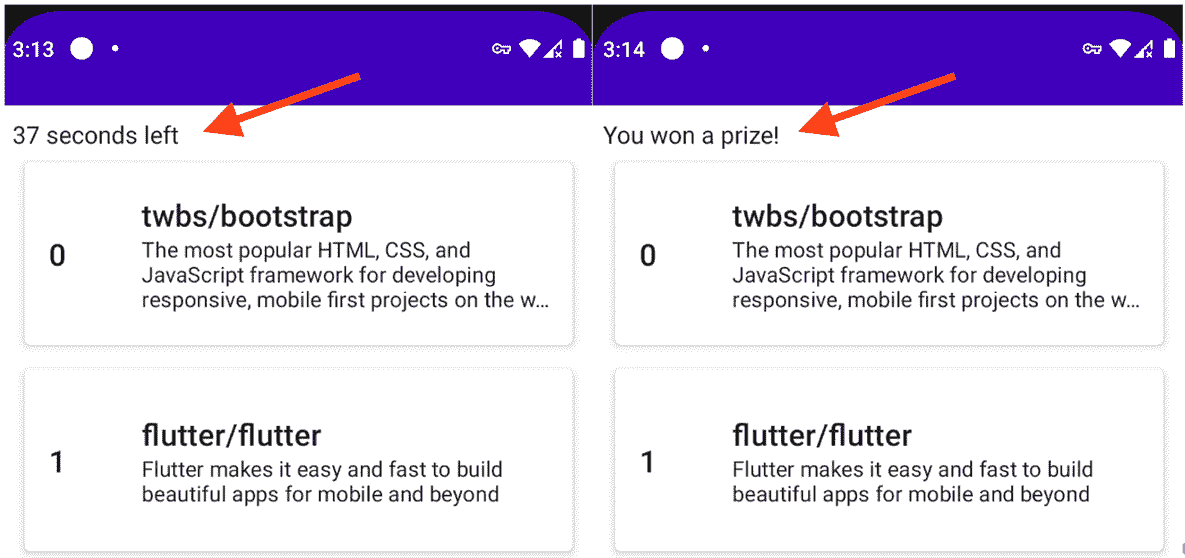 3:13
37 seconds left
0
twbs/bootstrap
The most popular HTML, CSS, and
JavaScript framework for developing
responsive, mobile first projects on the w...
1
flutter/flutter
Flutter makes it easy and fast to build
beautiful apps for mobile and beyond
3:14
You won a prize!
0
twbs/bootstrap
The most popular HTML, CSS, and
JavaScript framework for developing
responsive, mobile first projects on the w...
1
flutter/flutter
Flutter makes it easy and fast to build
beautiful apps for mobile and beyond